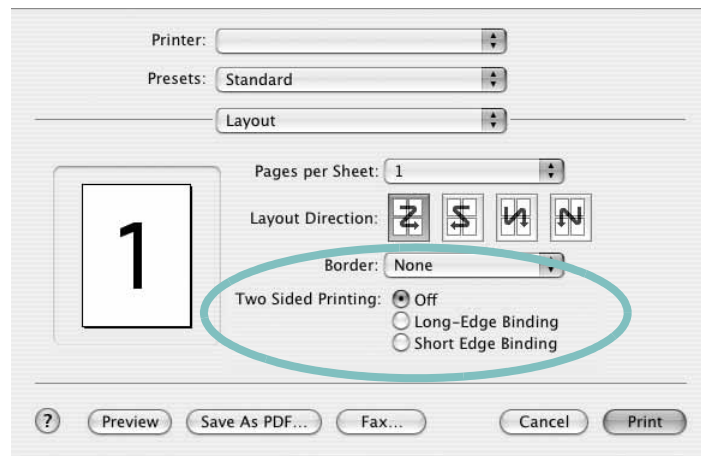 Printer:
Presets: Standard
Layout
Pages per Sheet: 1
1
Layout Direction:
Border: None
Two Sided Printing: Off
Long-Edge Binding
Short Edge Binding
? Preview Save As PDF... Fax... Cancel Print